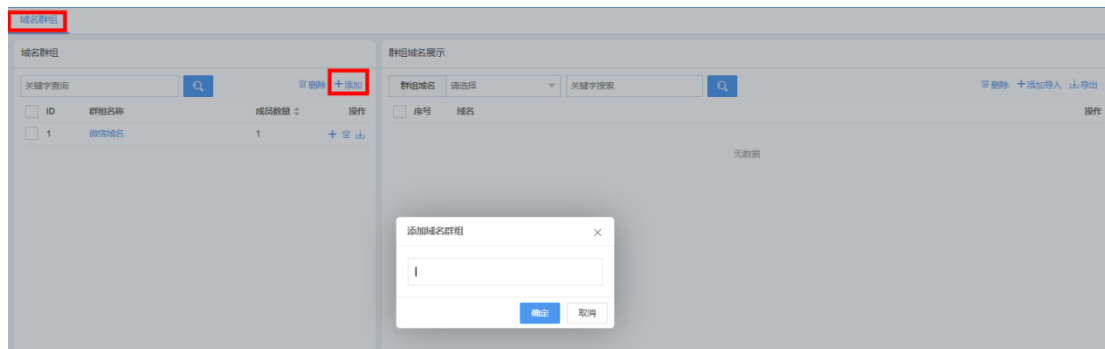 域名群组
域名群组
关键字查询
删除
添加
ID 群组名称 成员数量 操作
1 微信域名 1
群组域名展示
群组域名 请选择 关键字搜索
删除 添加导入 导出
序号 域名 操作
无数据
添加域名群组
确定 取消